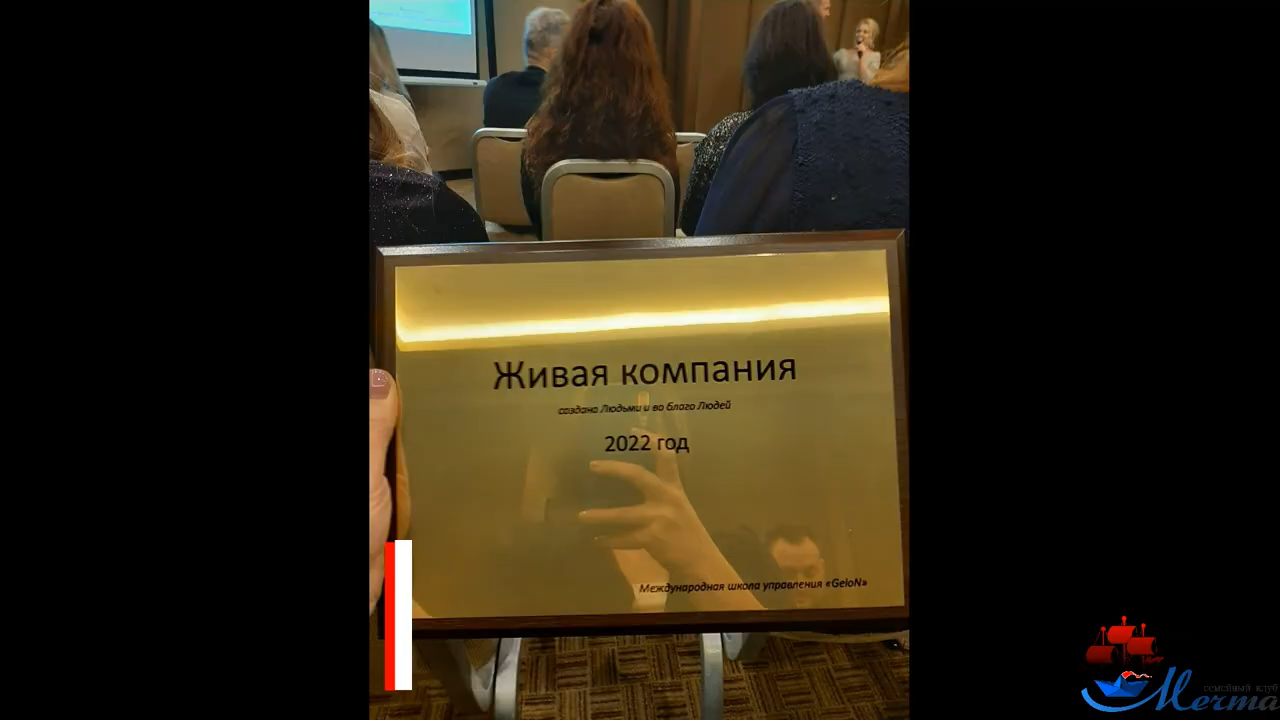 Живая компания
создана Людьми и во благо Людей
2022 год
Международная школа управления «GeloN»
семейный клуб
Мечта